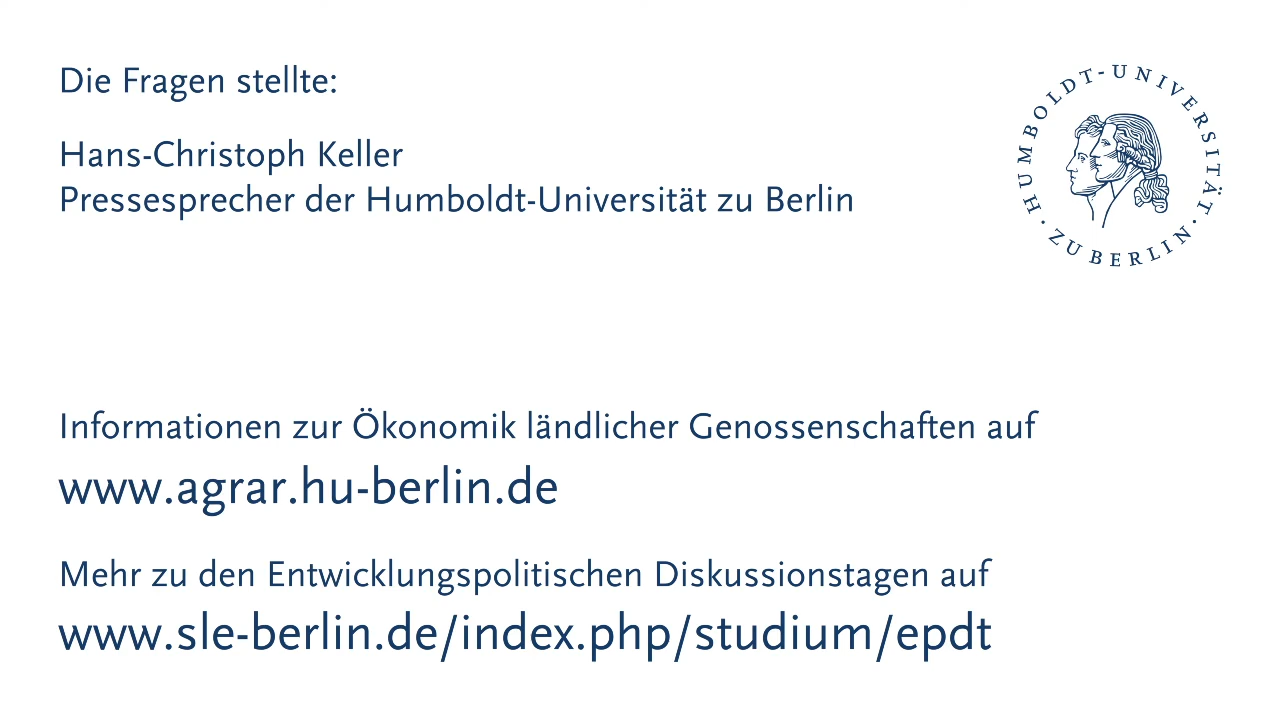 Die Fragen stellte:
Hans-Christoph Keller
Pressesprecher der Humboldt-Universität zu Berlin
HUMBOLDT-UNIVERSITÄT · ZU BERLIN ·
Informationen zur Ökonomik ländlicher Genossenschaften auf
www.agrar.hu-berlin.de
Mehr zu den Entwicklungspolitischen Diskussionstagen auf
www.sle-berlin.de/index.php/studium/epdt